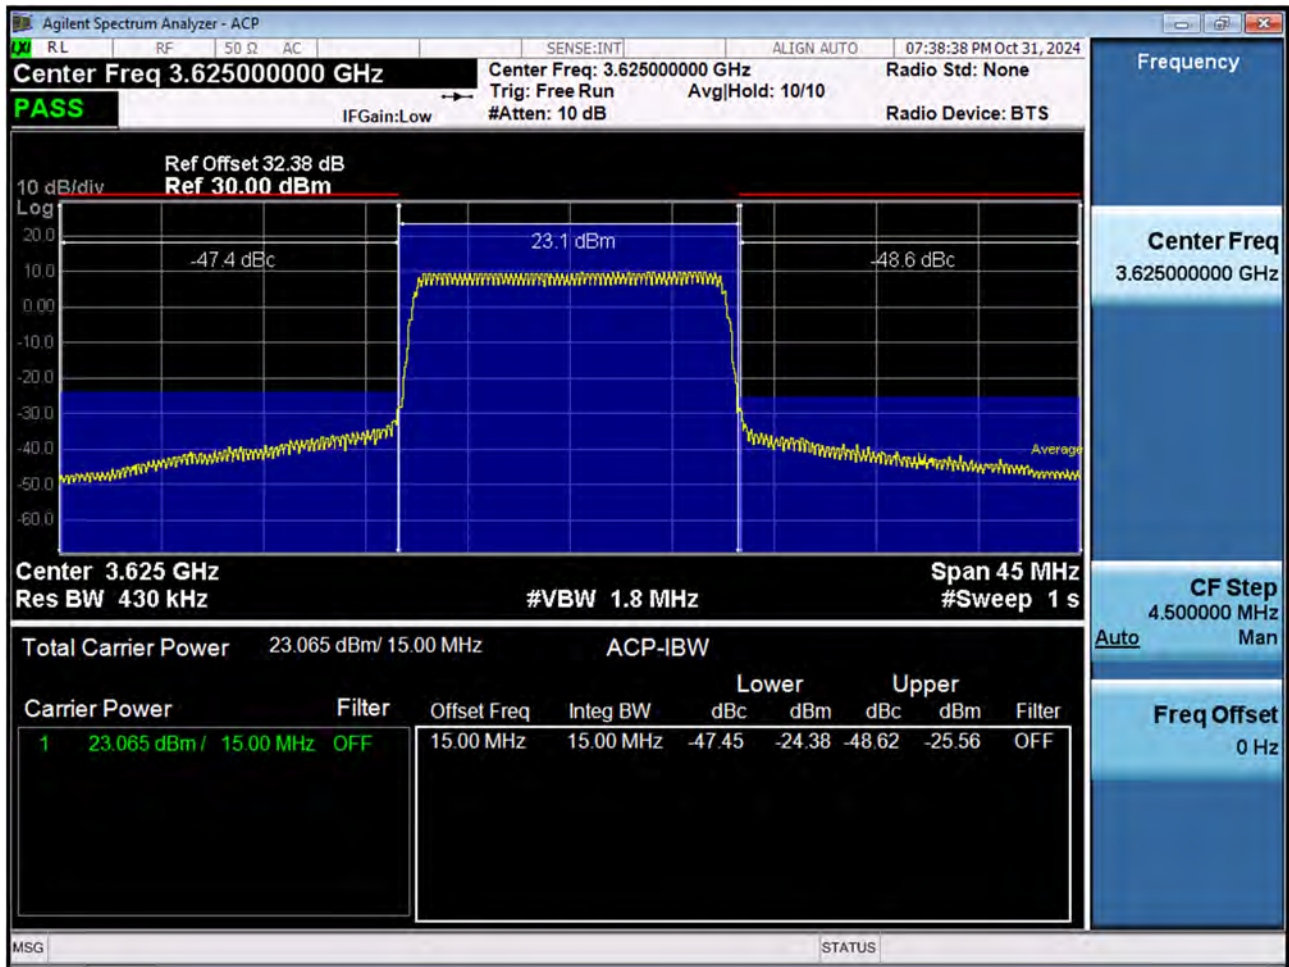 Agilent Spectrum Analyzer - ACP
LXI RL RF 50 Ω AC SENSE:INT ALIGN AUTO 07:38:38 PM Oct 31, 2024
Center Freq 3.625000000 GHz
Center Freq: 3.625000000 GHz
Radio Std: None
Trig: Free Run
Avg|Hold: 10/10
PASS
IFGain:Low
#Atten: 10 dB
Radio Device: BTS
Ref Offset 32.38 dB
10 dB/div
Ref 30.00 dBm
Log
20.0
10.0
0.00
-10.0
-20.0
-30.0
-40.0
-50.0
-60.0
-47.4 dBc
23.1 dBm
-48.6 dBc
Average
Center 3.625 GHz
Span 45 MHz
Res BW 430 kHz
#VBW 1.8 MHz
#Sweep 1 s
Total Carrier Power 23.065 dBm/ 15.00 MHz
ACP-IBW
Lower Upper
Carrier Power Filter
Offset Freq Integ BW dBc dBm dBc dBm Filter
1 23.065 dBm / 15.00 MHz OFF
15.00 MHz 15.00 MHz -47.45 -24.38 -48.62 -25.56 OFF
MSG
STATUS
Frequency
Center Freq
3.625000000 GHz
CF Step
4.500000 MHz
Auto Man
Freq Offset
0 Hz